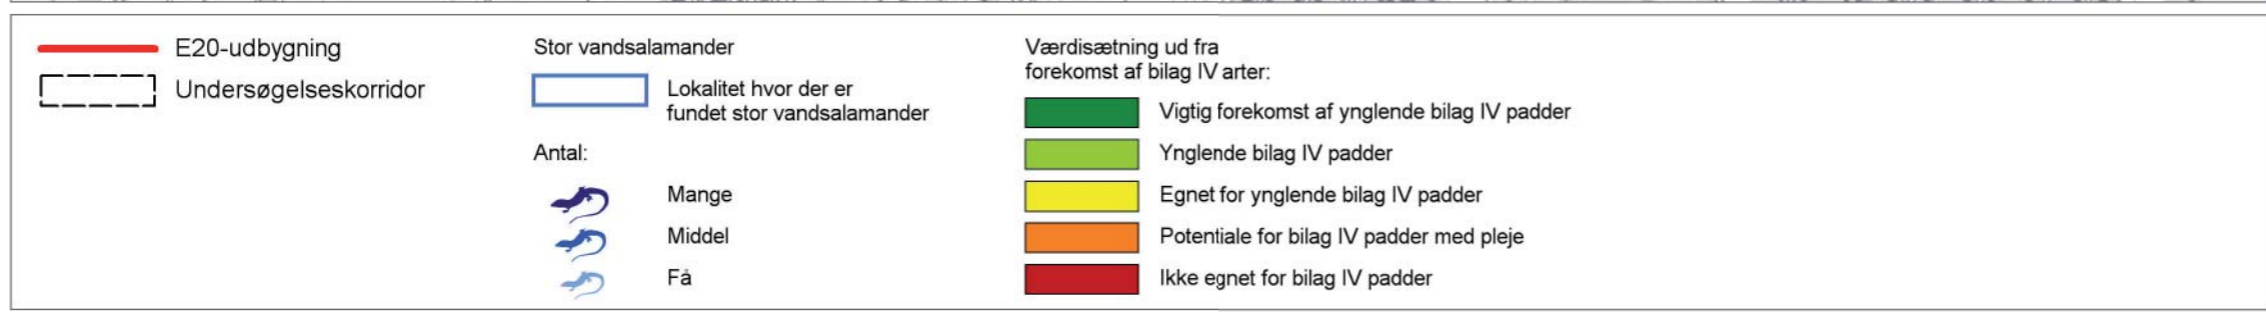 E20-udbygning
Undersøgelseskorridor
Stor vandsalamander
Lokalitet hvor der er
fundet stor vandsalamander
Antal:
Mange
Middel
Få
Værdisætning ud fra
forekomst af bilag IV arter:
Vigtig forekomst af ynglende bilag IV padder
Ynglende bilag IV padder
Egnet for ynglende bilag IV padder
Potentiale for bilag IV padder med pleje
Ikke egnet for bilag IV padder